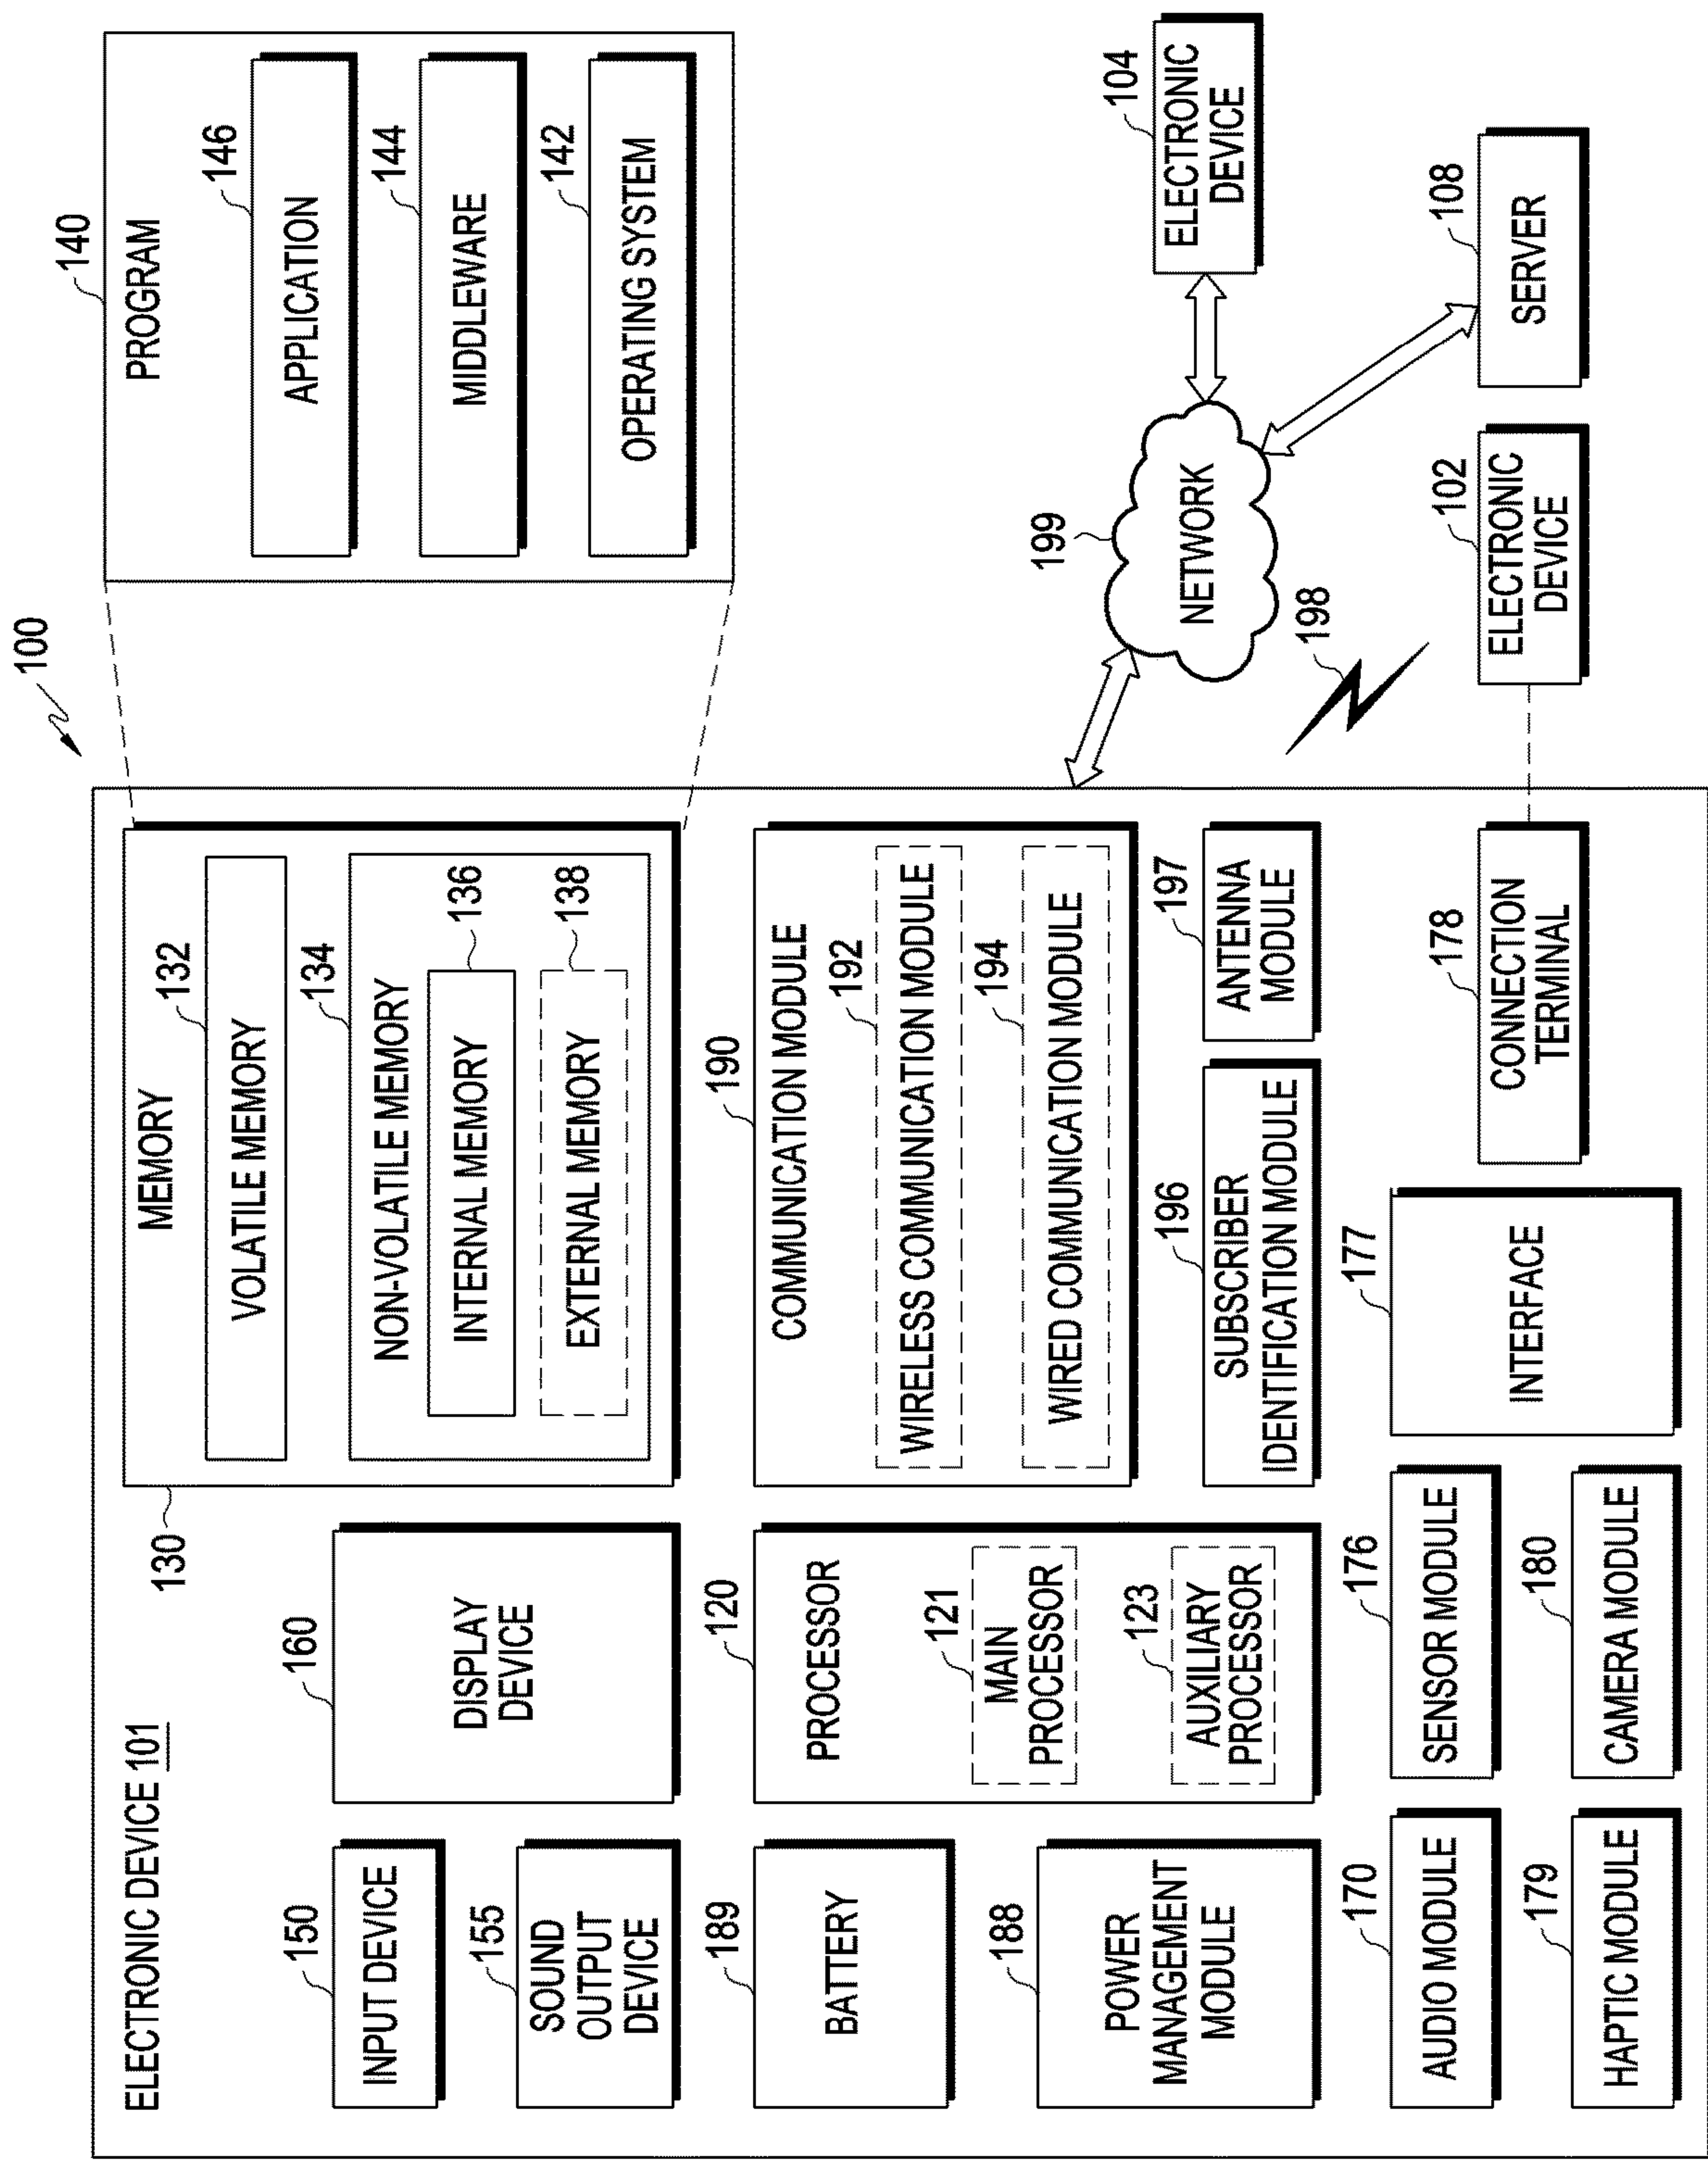 100
ELECTRONIC DEVICE 101
130
MEMORY
132
VOLATILE MEMORY
134
NON-VOLATILE MEMORY
136
INTERNAL MEMORY
138
EXTERNAL MEMORY
140
PROGRAM
146
APPLICATION
144
MIDDLEWARE
142
OPERATING SYSTEM
150
INPUT DEVICE
155
SOUND
OUTPUT
DEVICE
160
DISPLAY
DEVICE
189
BATTERY
188
POWER
MANAGEMENT
MODULE
120
PROCESSOR
121
MAIN
PROCESSOR
123
AUXILIARY
PROCESSOR
190
COMMUNICATION MODULE
192
WIRELESS COMMUNICATION MODULE
194
WIRED COMMUNICATION MODULE
196
SUBSCRIBER
IDENTIFICATION MODULE
197
ANTENNA
MODULE
199
NETWORK
104
ELECTRONIC
DEVICE
198
170
AUDIO MODULE
176
SENSOR MODULE
177
INTERFACE
178
CONNECTION
TERMINAL
102
ELECTRONIC
DEVICE
108
SERVER
179
HAPTIC MODULE
180
CAMERA MODULE